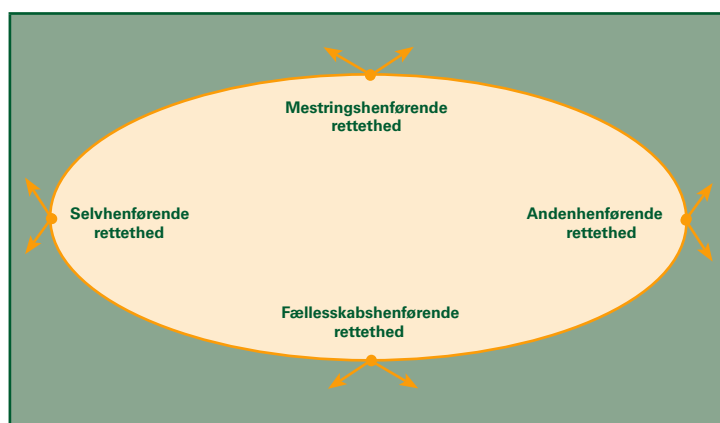 Mestringshenførende
rettethed
Selvhenførende
rettethed
Andenhenførende
rettethed
Fællesskabshenførende
rettethed